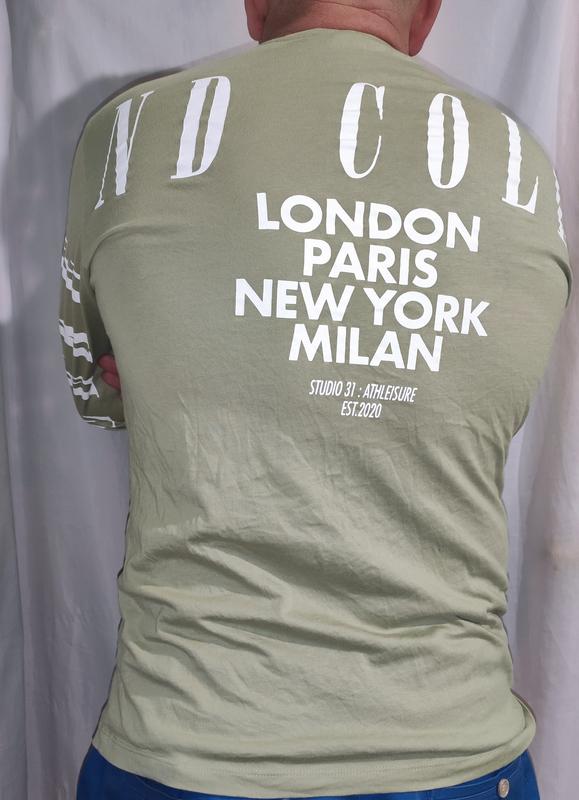 ND COL
LONDON
PARIS
NEW YORK
MILAN
STUDIO 31 : ATHLEISURE
EST.2020